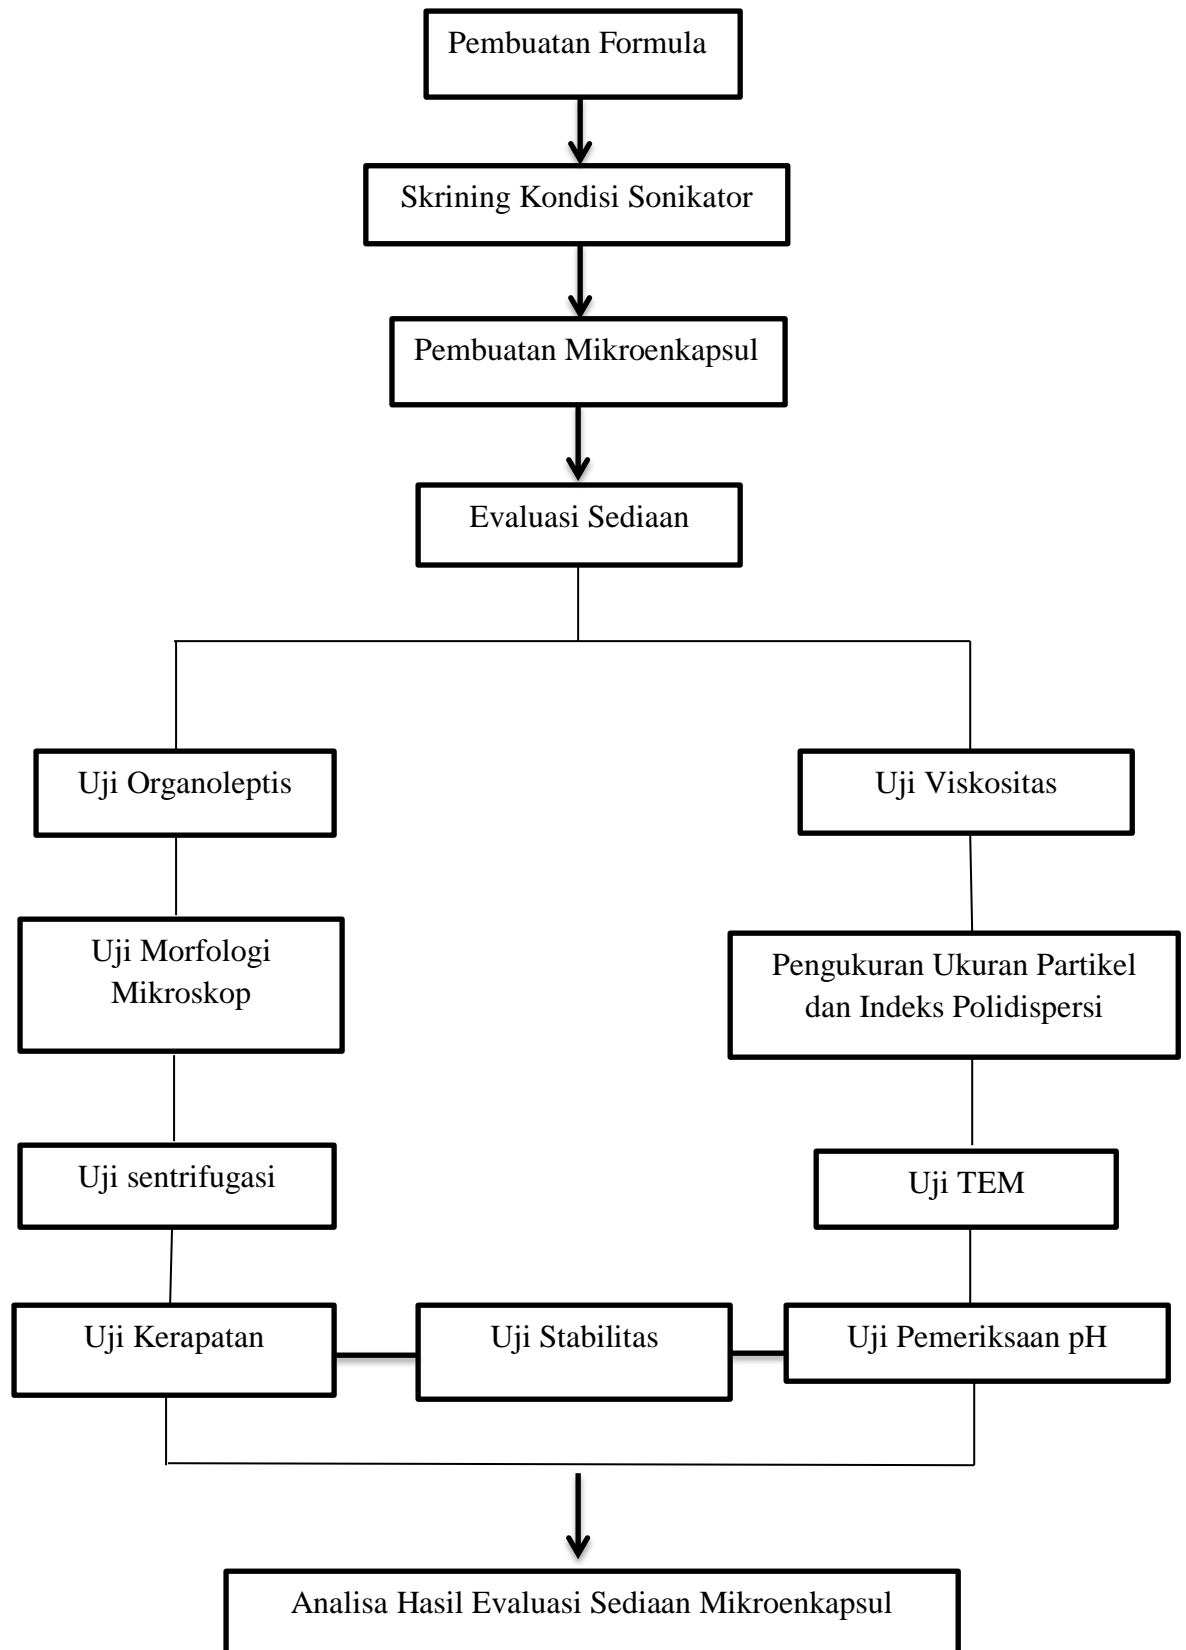 Pembuatan Formula
Skrining Kondisi Sonikator
Pembuatan Mikroenkapsul
Evaluasi Sediaan
Uji Organoleptis
Uji Viskositas
Uji Morfologi
Mikroskop
Pengukuran Ukuran Partikel
dan Indeks Polidispersi
Uji sentrifugasi
Uji TEM
Uji Kerapatan
Uji Stabilitas
Uji Pemeriksaan pH
Analisa Hasil Evaluasi Sediaan Mikroenkapsul